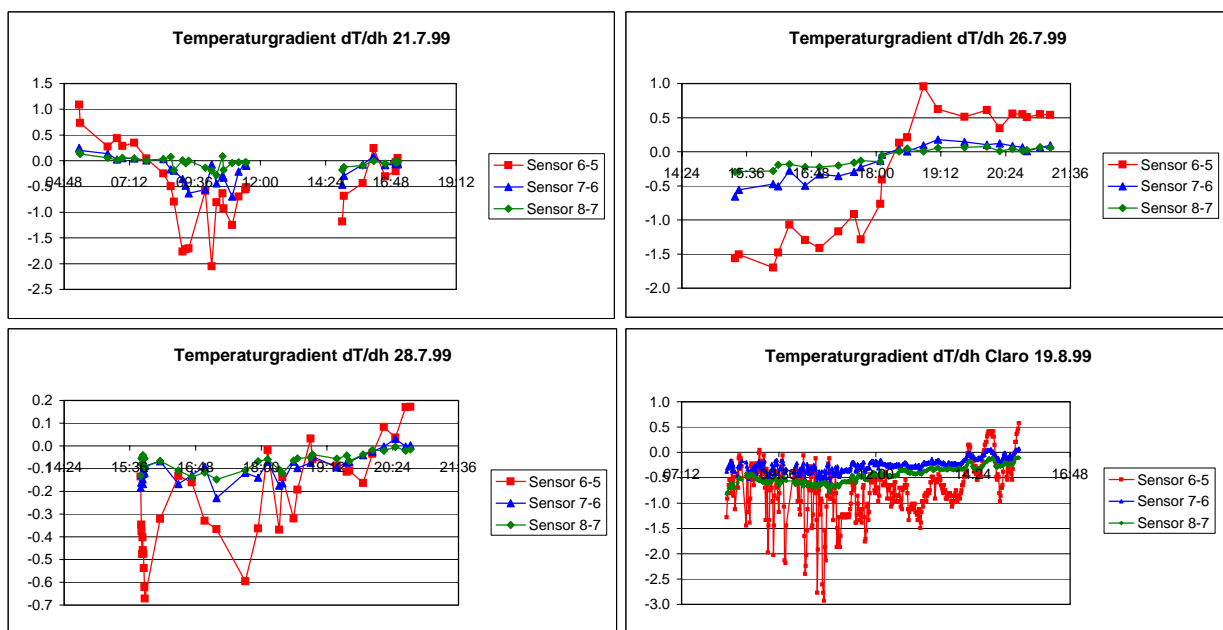 Temperaturgradient dT/dh 21.7.99
1.5
1.0
0.5
0.0
-0.5
-1.0
-1.5
-2.0
-2.5
04:48 07:12 09:36 12:00 14:24 16:48 19:12
Sensor 6-5
Sensor 7-6
Sensor 8-7
Temperaturgradient dT/dh 26.7.99
1.0
0.5
0.0
-0.5
-1.0
-1.5
-2.0
14:24 15:36 16:48 18:00 19:12 20:24 21:36
Sensor 6-5
Sensor 7-6
Sensor 8-7
Temperaturgradient dT/dh 28.7.99
0.2
0.1
0.0
-0.1
-0.2
-0.3
-0.4
-0.5
-0.6
-0.7
14:24 15:36 16:48 18:00 19:12 20:24 21:36
Sensor 6-5
Sensor 7-6
Sensor 8-7
Temperaturgradient dT/dh Claro 19.8.99
1.0
0.5
0.0
-0.5
-1.0
-1.5
-2.0
-2.5
-3.0
07:12 09:36 12:00 14:24 16:48
Sensor 6-5
Sensor 7-6
Sensor 8-7